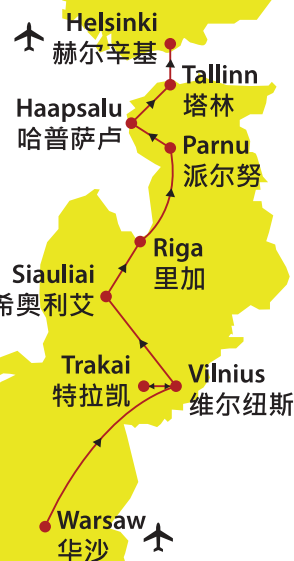 Helsinki
赫尔辛基
Tallinn
塔林
Haapsalu
哈普萨卢
Parnu
派尔努
Riga
里加
Siauliai
希奥利艾
Trakai
特拉凯
Vilnius
维尔纽斯
Warsaw
华沙